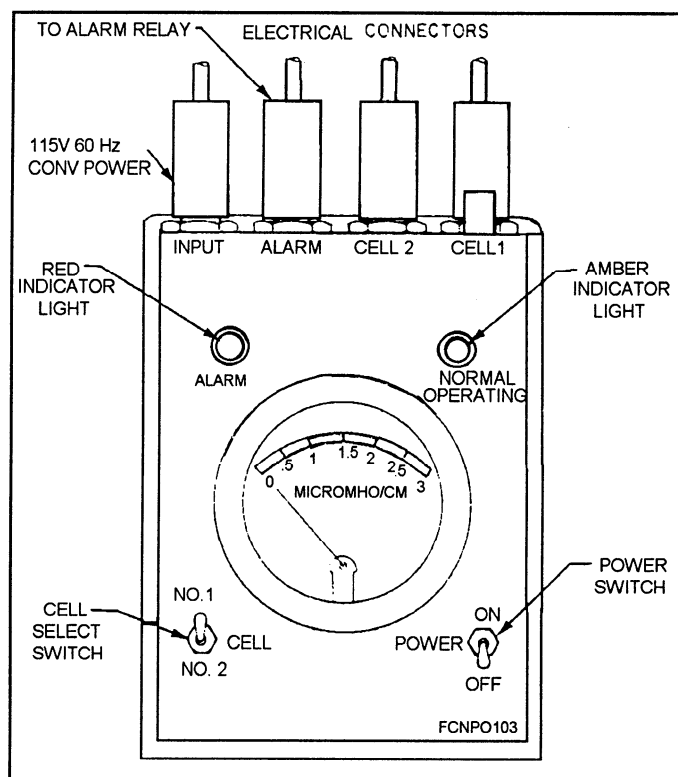 TO ALARM RELAY
ELECTRICAL CONNECTORS
115V 60 Hz
CONV POWER
INPUT
ALARM
CELL 2
CELL1
RED
INDICATOR
LIGHT
AMBER
INDICATOR
LIGHT
ALARM
NORMAL
OPERATING
0
.5
1
1.5
2
2.5
3
MICROMHO/CM
POWER
SWITCH
CELL
SELECT
SWITCH
NO.1
CELL
NO. 2
ON
POWER
OFF
FCNPO103